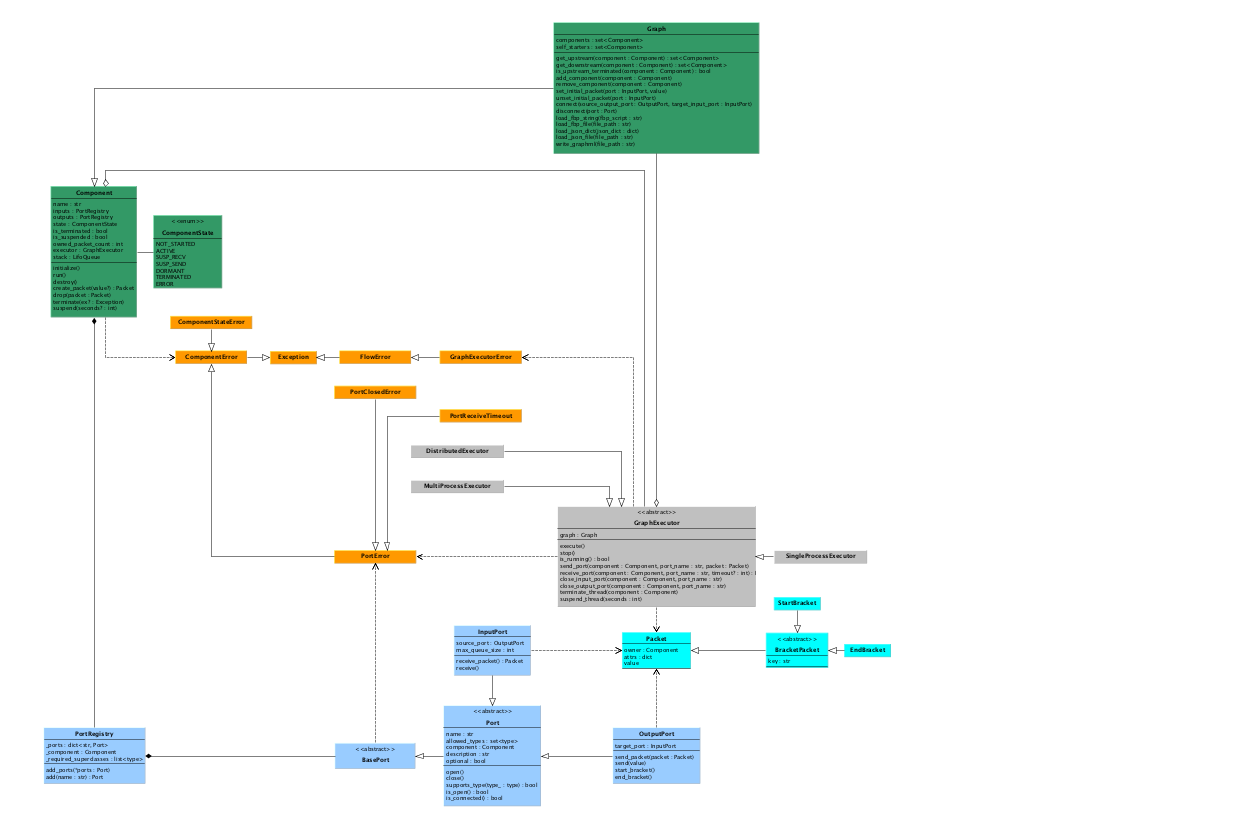 Graph
components : set<Component>
self_starters : set<Component>
get_upstream(component : Component) : set<Component>
get_downstream(component : Component) : set<Component>
is_upstream_terminated(component : Component) : bool
add_component(component : Component)
remove_component(component : Component)
set_initial_packet(port : InputPort, value)
unset_initial_packet(port : InputPort)
connect(source_output_port : OutputPort, target_input_port : InputPort)
disconnect(port : Port)
load_fbp_string(fbp_script : str)
load_fbp_file(file_path : str)
load_json_dict(json_dict : dict)
load_json_file(file_path : str)
write_graphml(file_path : str)
Component
name : str
inputs : PortRegistry
outputs : PortRegistry
state : ComponentState
is_terminated : bool
is_suspended : bool
owned_packet_count : int
executor : GraphExecutor
stack : LifoQueue
initialize()
run()
destroy()
create_packet(value?) : Packet
drop(packet : Packet)
terminate(ex? : Exception)
suspend(seconds? : int)
<<enum>>
ComponentState
NOT_STARTED
ACTIVE
SUSP_RECV
SUSP_SEND
DORMANT
TERMINATED
ERROR
ComponentStateError
ComponentError
Exception
FlowError
GraphExecutorError
PortClosedError
PortReceiveTimeout
DistributedExecutor
MultiProcessExecutor
<<abstract>>
GraphExecutor
graph : Graph
execute()
stop()
is_running() : bool
send_port(component : Component, port_name : str, packet : Packet)
receive_port(component : Component, port_name : str, timeout? : int) :
close_input_port(component : Component, port_name : str)
close_output_port(component : Component, port_name : str)
terminate_thread(component : Component)
suspend_thread(seconds : int)
PortError
SingleProcessExecutor
StartBracket
InputPort
source_port : OutputPort
max_queue_size : int
receive_packet() : Packet
receive()
Packet
owner : Component
attrs : dict
value
<<abstract>>
BracketPacket
key : str
EndBracket
PortRegistry
_ports : dict<str, Port>
_component : Component
_required_superclasses : list<type>
add_ports(*ports : Port)
add(name : str) : Port
<<abstract>>
BasePort
<<abstract>>
Port
name : str
allowed_types : set<type>
component : Component
description : str
optional : bool
open()
close()
supports_type(type_ : type) : bool
is_open() : bool
is_connected() : bool
OutputPort
target_port : InputPort
send_packet(packet : Packet)
send(value)
start_bracket()
end_bracket()